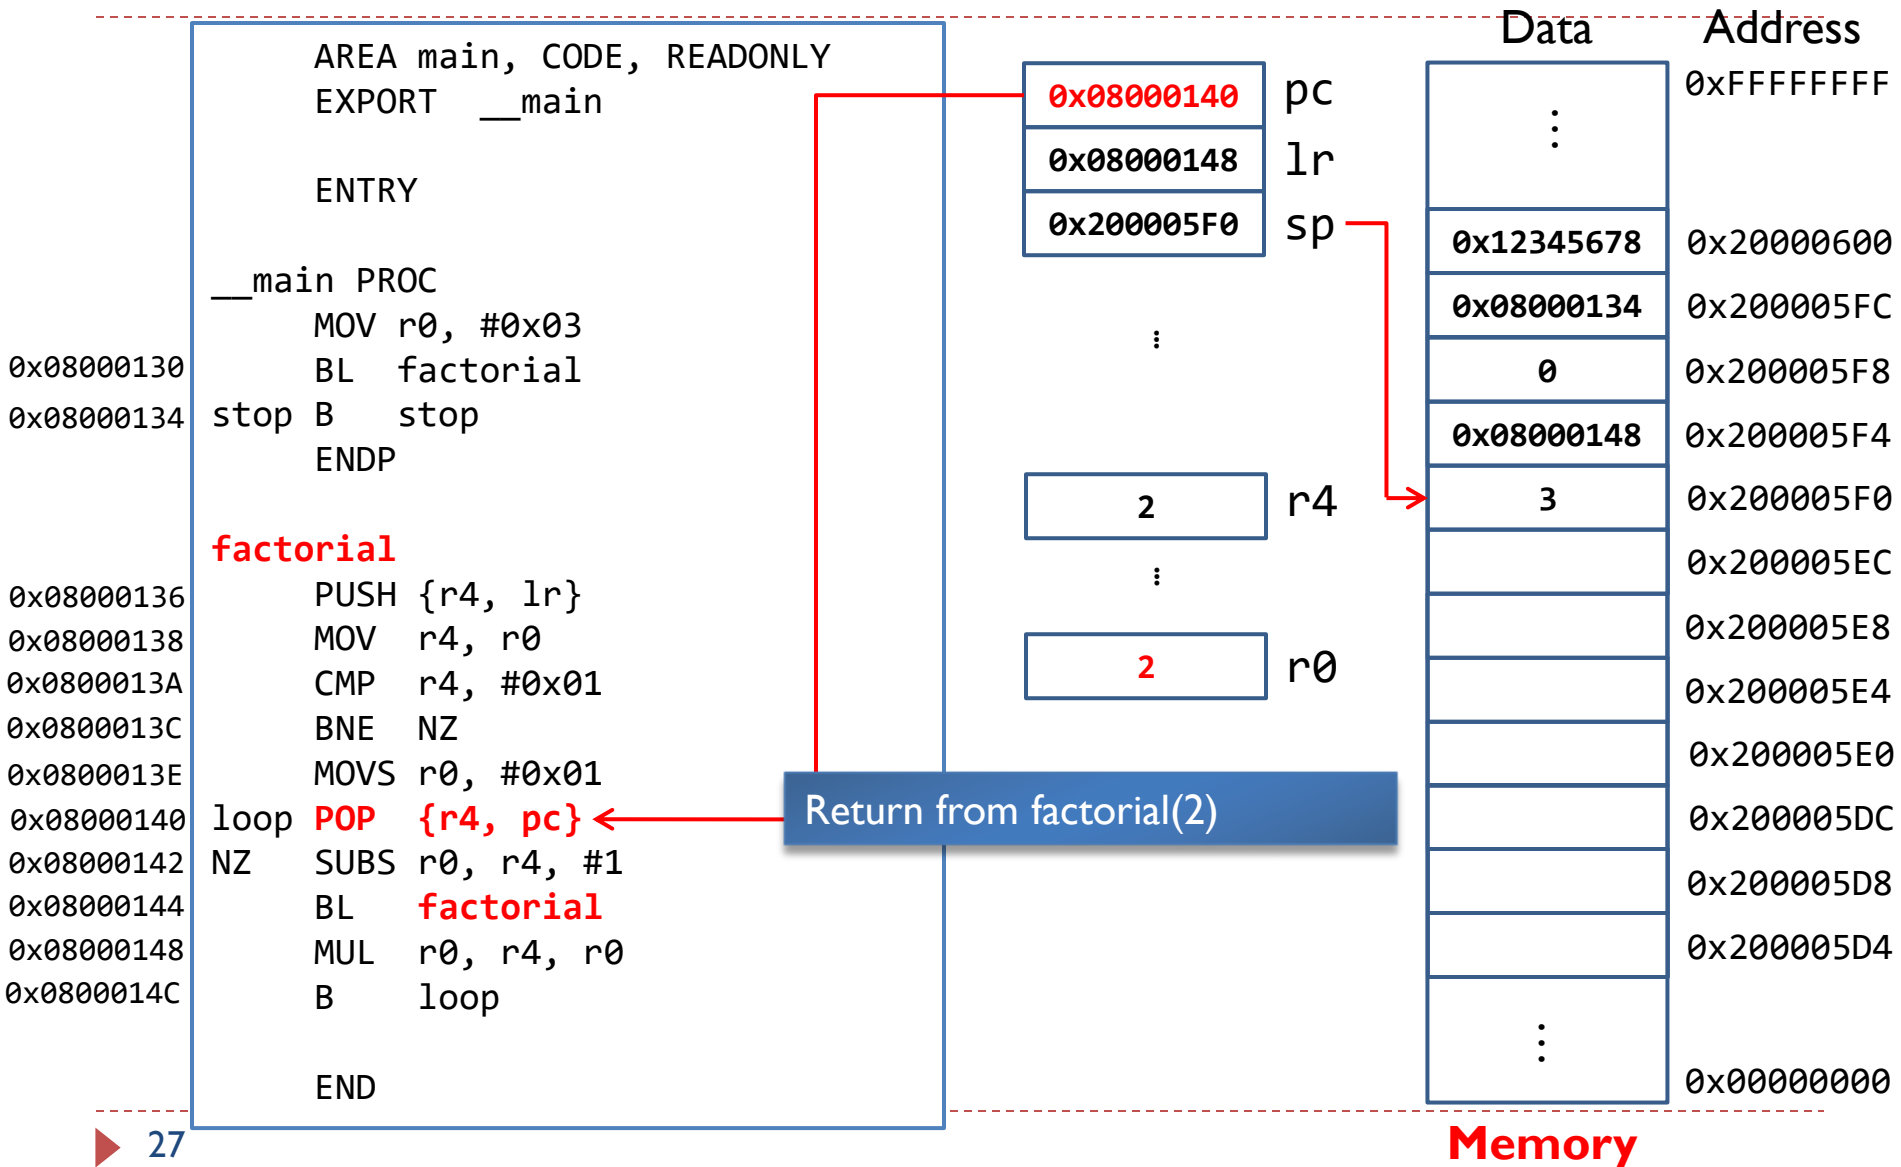 Data Address
AREA main, CODE, READONLY
EXPORT __main
ENTRY
__main PROC
MOV r0, #0x03
0x08000130 BL factorial
0x08000134 stop B stop
ENDP
factorial
0x08000136 PUSH {r4, lr}
0x08000138 MOV r4, r0
0x0800013A CMP r4, #0x01
0x0800013C BNE NZ
0x0800013E MOVS r0, #0x01
0x08000140 loop POP {r4, pc}
0x08000142 NZ SUBS r0, r4, #1
0x08000144 BL factorial
0x08000148 MUL r0, r4, r0
0x0800014C B loop
END
0x08000140 pc
0x08000148 lr
0x200005F0 sp
⋮
2 r4
⋮
2 r0
Return from factorial(2)
0xFFFFFFFF
⋮
0x12345678 0x20000600
0x08000134 0x200005FC
0 0x200005F8
0x08000148 0x200005F4
3 0x200005F0
0x200005EC
0x200005E8
0x200005E4
0x200005E0
0x200005DC
0x200005D8
0x200005D4
⋮
0x00000000
Memory
27